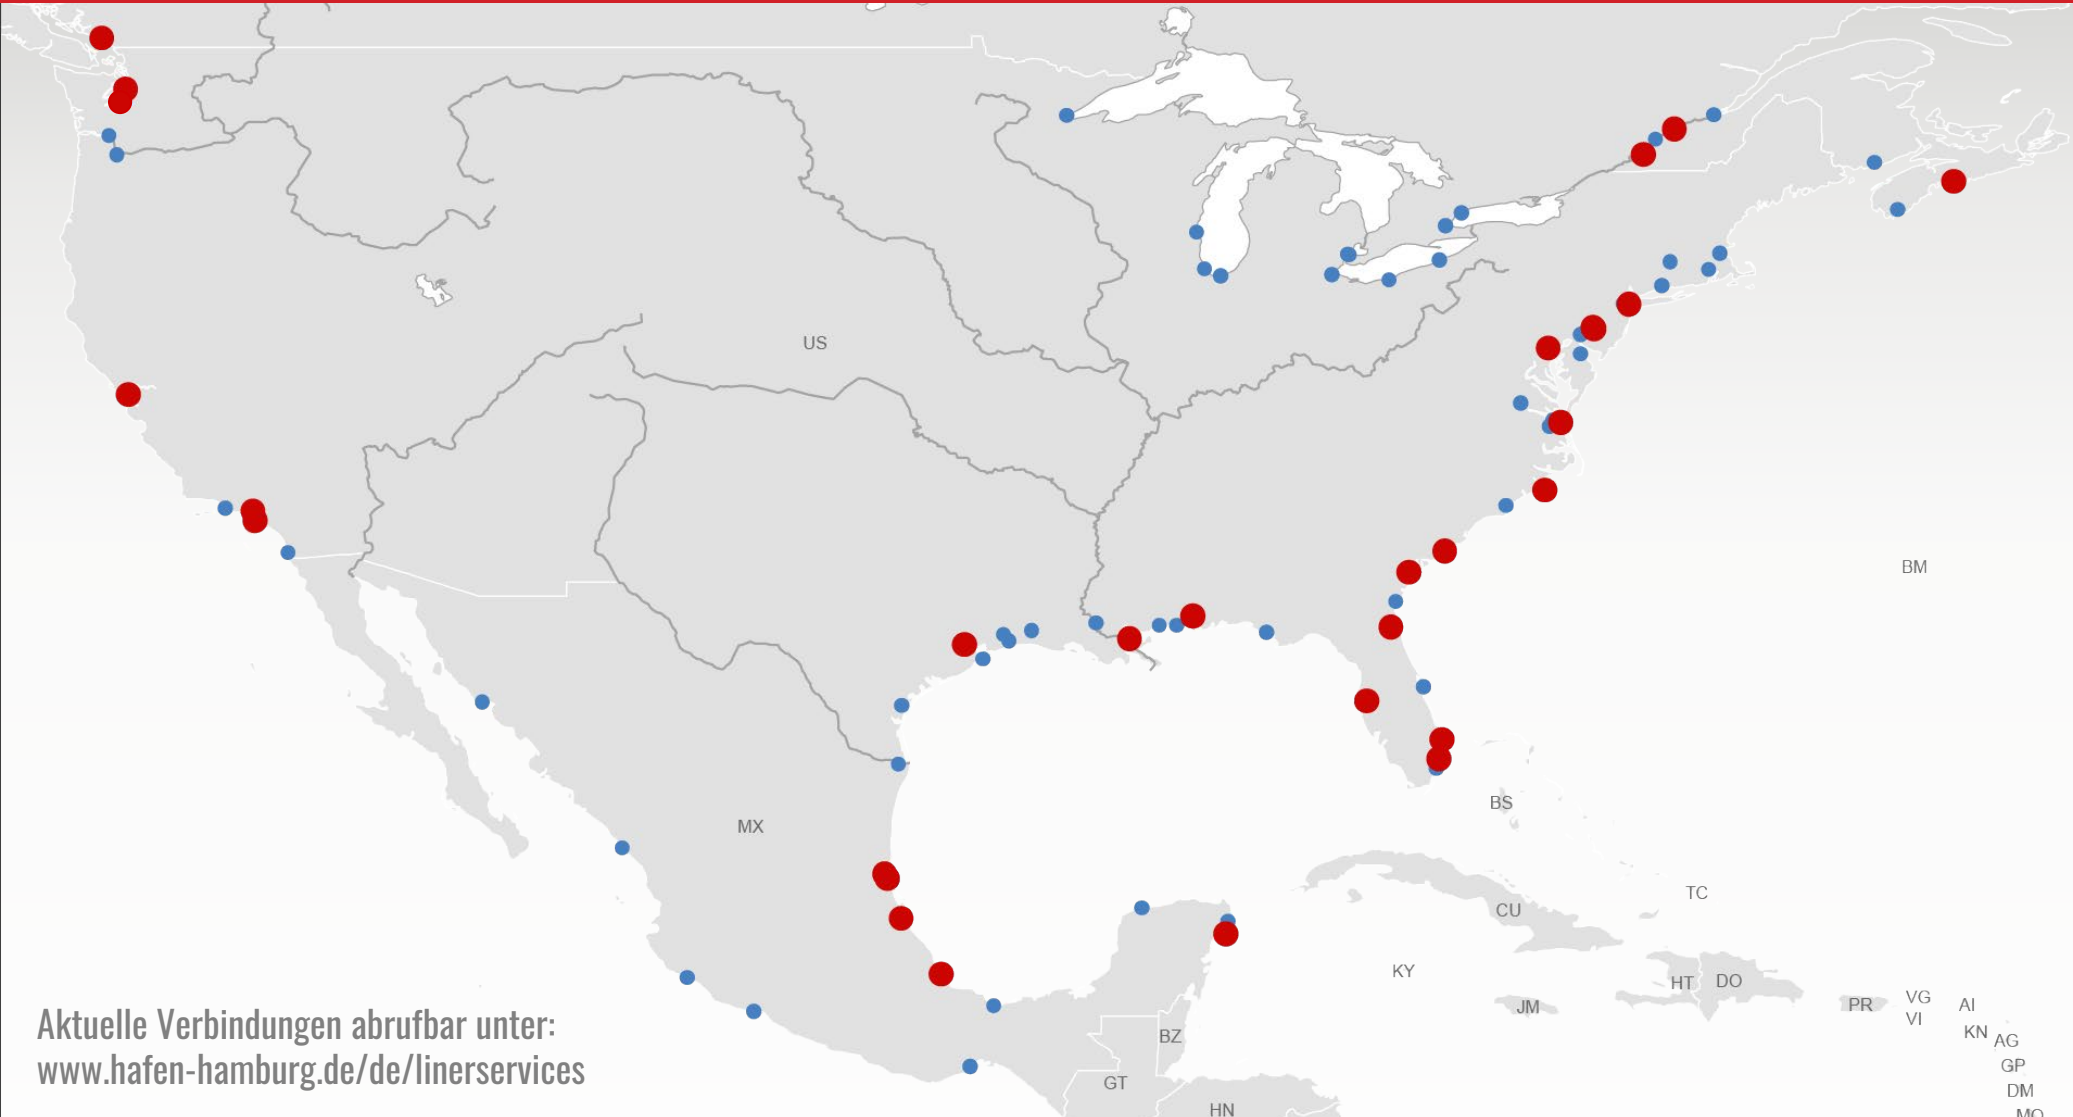 US
BM
BS
MX
TC
CU
KY
HT
DO
JM
PR
VG
VI
AI
KN
AG
GP
DM
BZ
GT
HN
Aktuelle Verbindungen abrufbar unter:
www.hafen-hamburg.de/de/linerservices